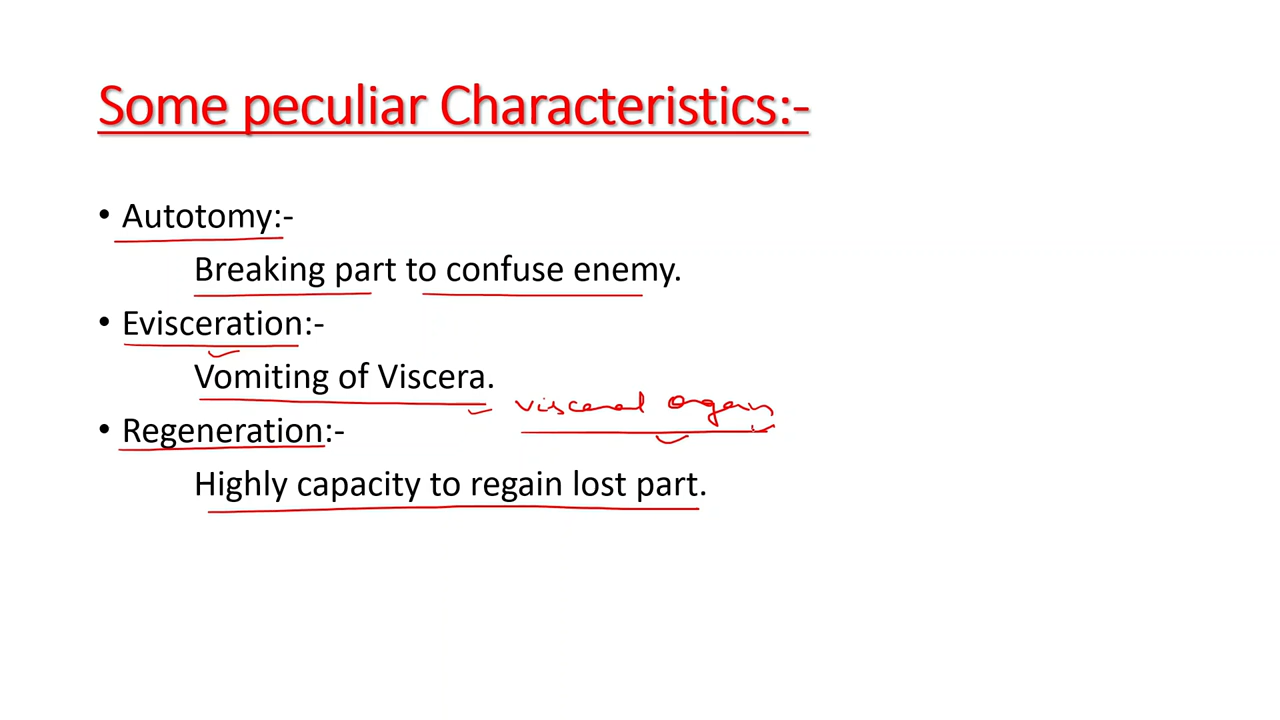 Some peculiar Characteristics:-
• Autotomy:-
Breaking part to confuse enemy.
• Evisceration:-
Vomiting of Viscera.
visceral organs
• Regeneration:-
Highly capacity to regain lost part.